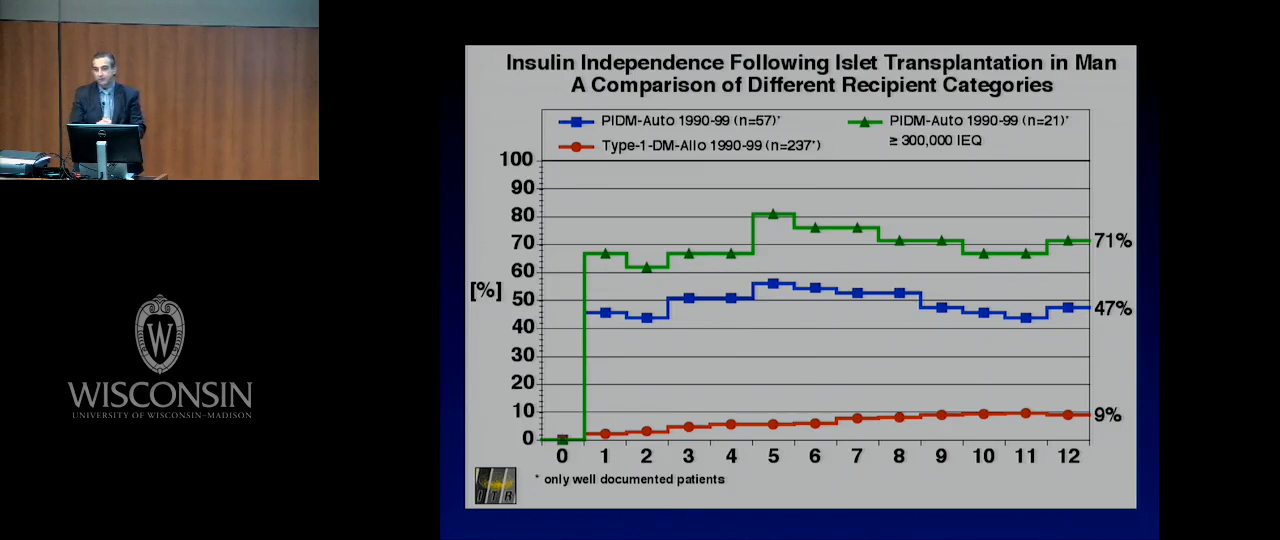 Insulin Independence Following Islet Transplantation in Man
A Comparison of Different Recipient Categories
PIDM-Auto 1990-99 (n=57)*
PIDM-Auto 1990-99 (n=21)*
≥ 300,000 IEQ
Type-1-DM-Allo 1990-99 (n=237*)
100
90
80
70
60
50
40
30
20
10
0
[%]
71%
47%
9%
0 1 2 3 4 5 6 7 8 9 10 11 12
* only well documented patients
ITR
W
WISCONSIN
UNIVERSITY OF WISCONSIN–MADISON